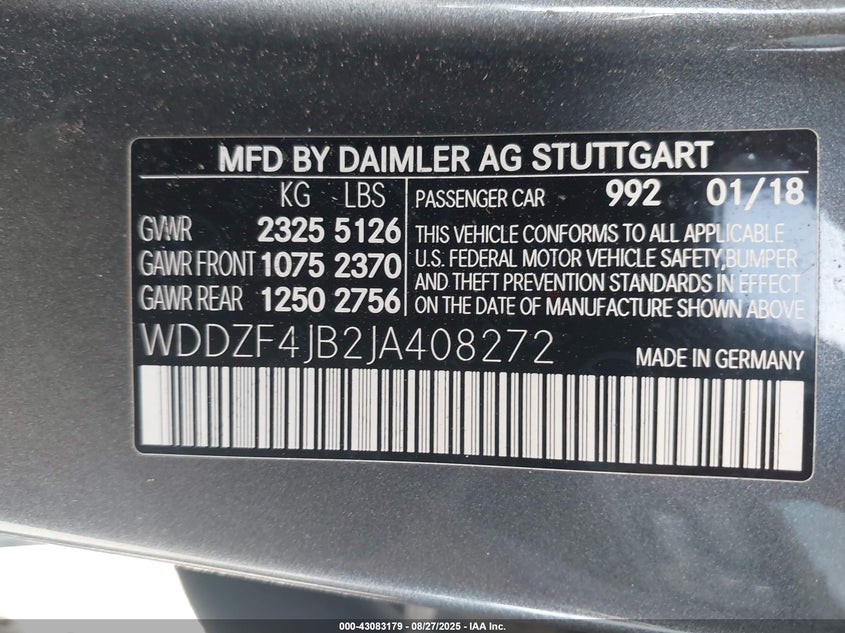 MFD BY DAIMLER AG STUTTGART
KG LBS
GVWR 2325 5126
GAWR FRONT 1075 2370
GAWR REAR 1250 2756
PASSENGER CAR 992 01/18
THIS VEHICLE CONFORMS TO ALL APPLICABLE
U.S. FEDERAL MOTOR VEHICLE SAFETY,BUMPER
AND THEFT PREVENTION STANDARDS IN EFFECT
ON THE DATE OF MANUFACTURE SHOWN ABOVE
WDDZF4JB2JA408272 MADE IN GERMANY
000-43083179 | 08/27/2025 - IAA Inc.